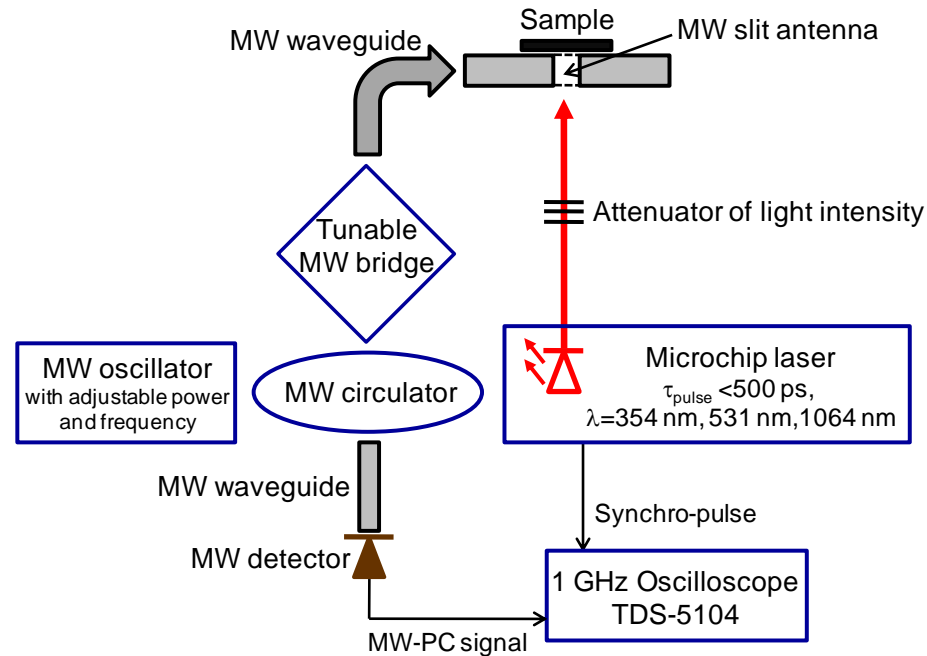 Sample
MW waveguide
MW slit antenna
Attenuator of light intensity
Tunable
MW bridge
MW oscillator
with adjustable power
and frequency
MW circulator
Microchip laser
τpulse <500 ps,
λ=354 nm, 531 nm,1064 nm
MW waveguide
Synchro-pulse
MW detector
1 GHz Oscilloscope
TDS-5104
MW-PC signal